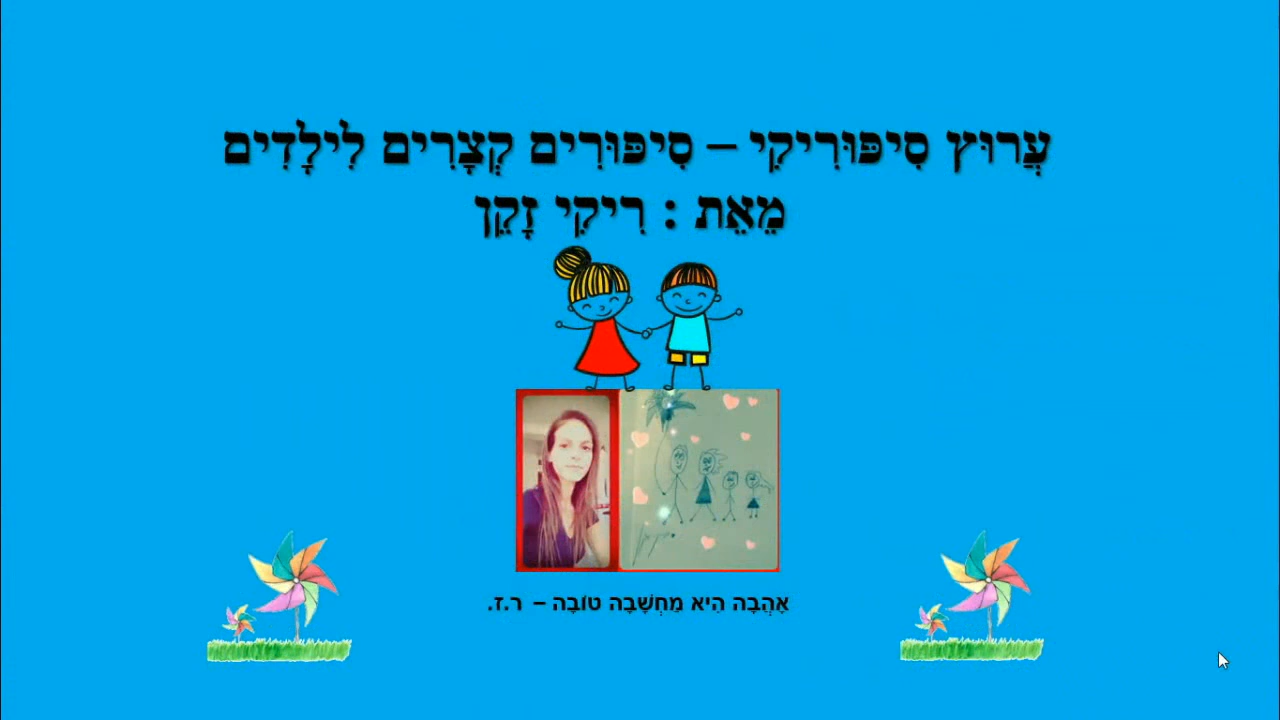 עֲרוּץ סִיפּוּרִיקִי – סִיפּוּרִים קְצָרִים לִילָדִים
מֵאֵת : רִיקִי זָקֵן
אַהֲבָה הִיא מַחְשָׁבָה טוֹבָה – ר.ז.